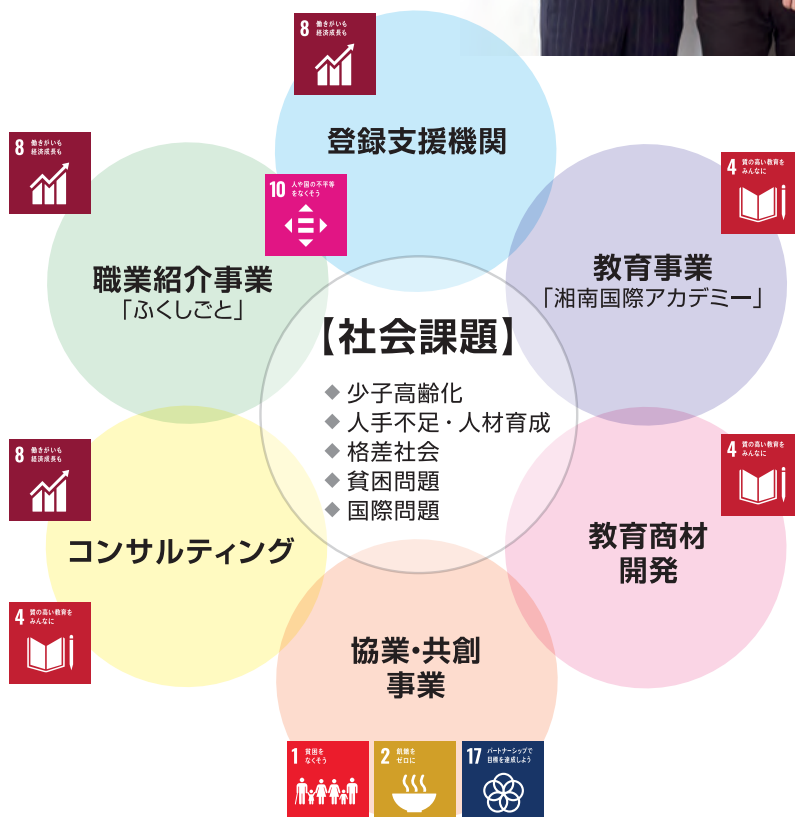 8 働きがいも
経済成長も
登録支援機関
8 働きがいも
経済成長も
10 人や国の不平等
をなくそう
4 質の高い教育を
みんなに
職業紹介事業
「ふくしごと」
教育事業
「湘南国際アカデミー」
【社会課題】
◆ 少子高齢化
◆ 人手不足・人材育成
◆ 格差社会
◆ 貧困問題
◆ 国際問題
8 働きがいも
経済成長も
4 質の高い教育を
みんなに
コンサルティング
教育商材
開発
4 質の高い教育を
みんなに
協業・共創
事業
1 貧困を
なくそう
2 飢餓を
ゼロに
17 パートナーシップで
目標を達成しよう